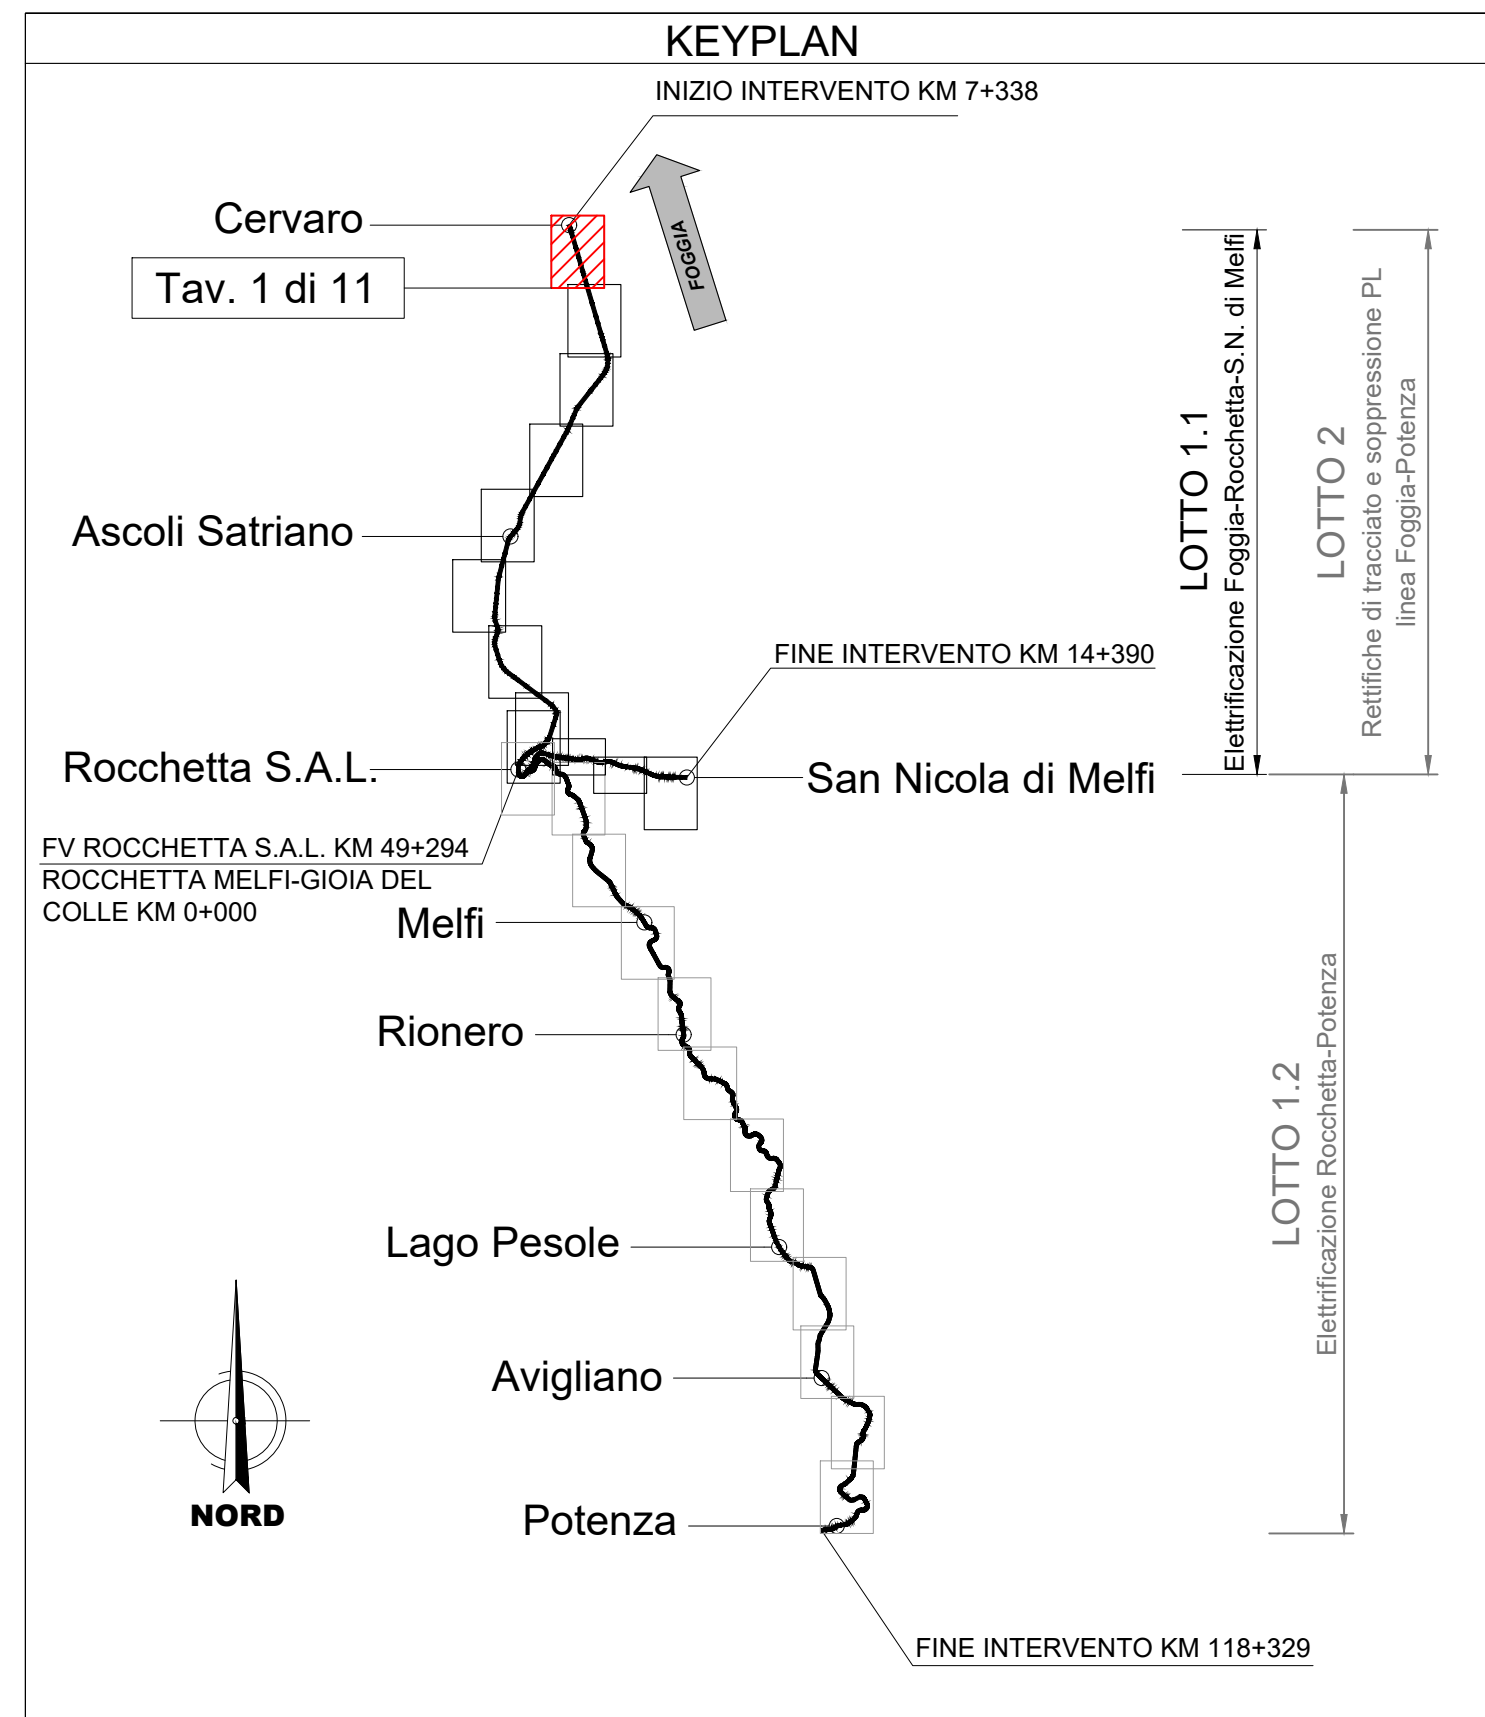 KEYPLAN
INIZIO INTERVENTO KM 7+338
Cervaro
FOGGIA
Tav. 1 di 11
LOTTO 1.1
Elettrificazione Foggia-Rocchetta-S.N. di Melfi
LOTTO 2
Rettifiche di tracciato e soppressione PL
linea Foggia-Potenza
Ascoli Satriano
FINE INTERVENTO KM 14+390
Rocchetta S.A.L.
San Nicola di Melfi
FV ROCCHETTA S.A.L. KM 49+294
ROCCHETTA MELFI-GIOIA DEL
COLLE KM 0+000
Melfi
Rionero
LOTTO 1.2
Elettrificazione Rocchetta-Potenza
Lago Pesole
Avigliano
NORD
Potenza
FINE INTERVENTO KM 118+329